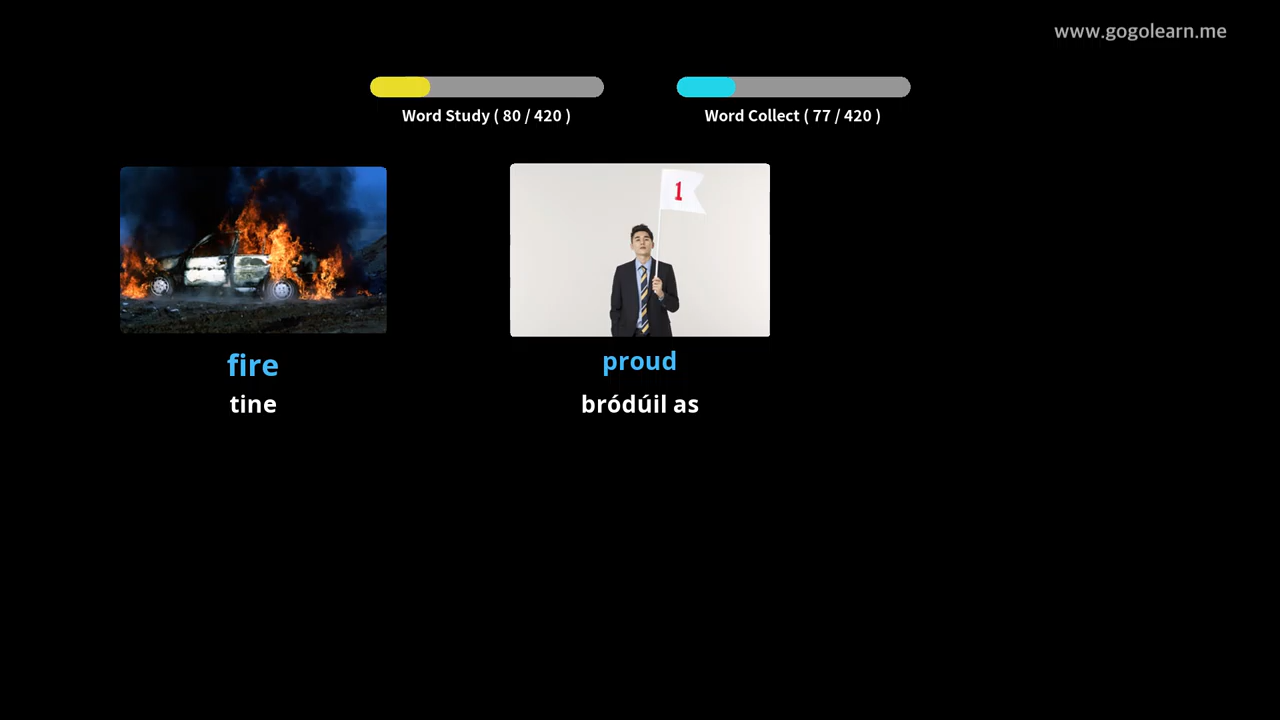 www.gogolearn.me
Word Study ( 80 / 420 )
Word Collect ( 77 / 420 )
1
fire
tine
proud
bródúil as